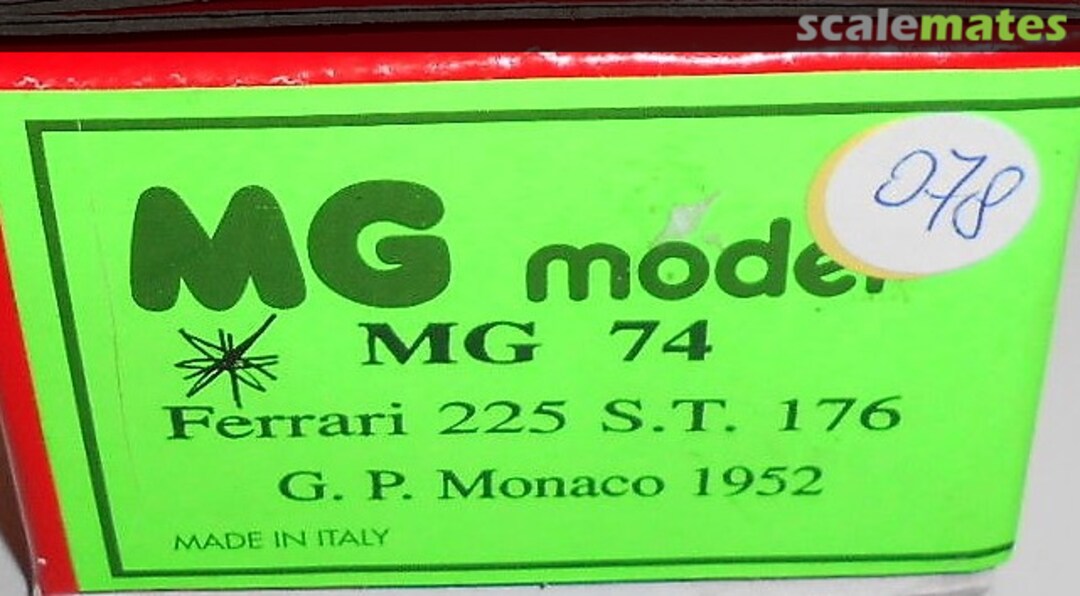 scalemates
078
MG model
MG 74
Ferrari 225 S.T. 176
G. P. Monaco 1952
MADE IN ITALY